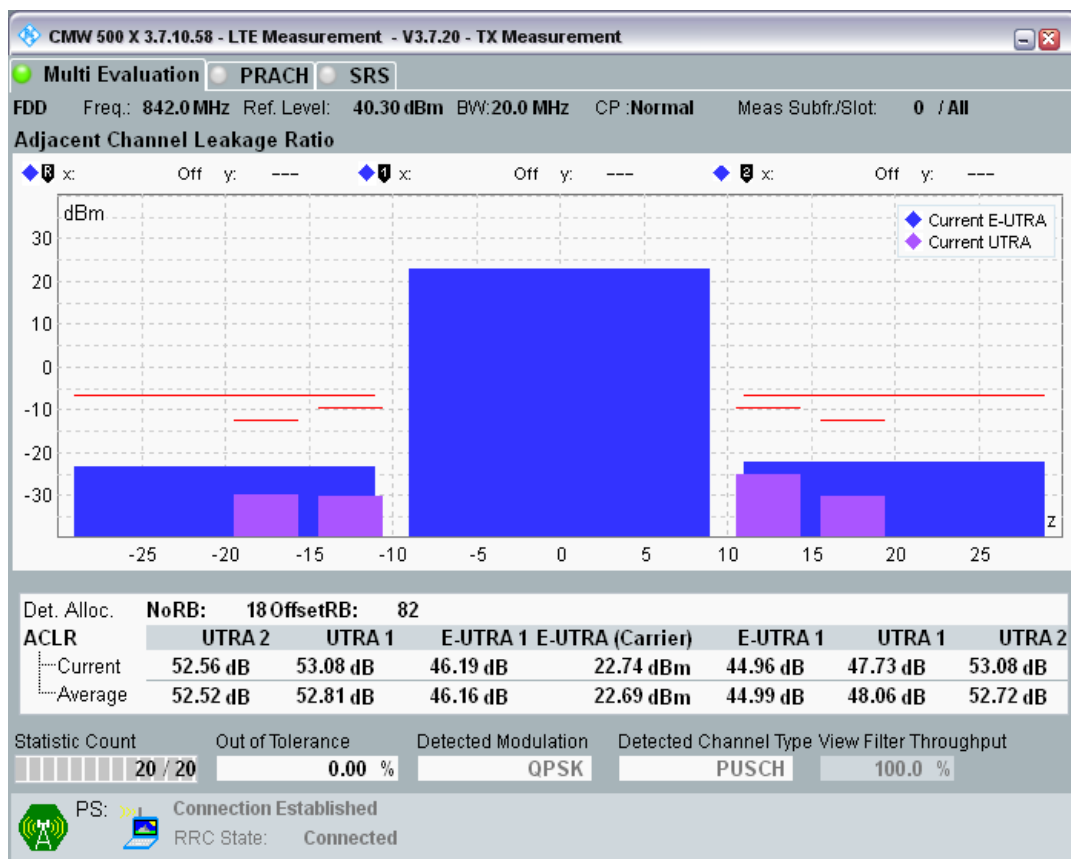 CMW 500 X 3.7.10.58 - LTE Measurement - V3.7.20 - TX Measurement
Multi Evaluation PRACH SRS
FDD Freq.: 842.0 MHz Ref. Level: 40.30 dBm BW:20.0 MHz CP :Normal Meas Subfr./Slot: 0 / All
Adjacent Channel Leakage Ratio
R x: Off y: --- 1 x: Off y: --- 2 x: Off y: ---
dBm
Current E-UTRA
Current UTRA
30
20
10
0
-10
-20
-30
z
-25 -20 -15 -10 -5 0 5 10 15 20 25
Det. Alloc. NoRB: 18 OffsetRB: 82
ACLR UTRA 2 UTRA 1 E-UTRA 1 E-UTRA (Carrier) E-UTRA 1 UTRA 1 UTRA 2
Current 52.56 dB 53.08 dB 46.19 dB 22.74 dBm 44.96 dB 47.73 dB 53.08 dB
Average 52.52 dB 52.81 dB 46.16 dB 22.69 dBm 44.99 dB 48.06 dB 52.72 dB
Statistic Count Out of Tolerance Detected Modulation Detected Channel Type View Filter Throughput
20 / 20 0.00 % QPSK PUSCH 100.0 %
PS: Connection Established
RRC State: Connected